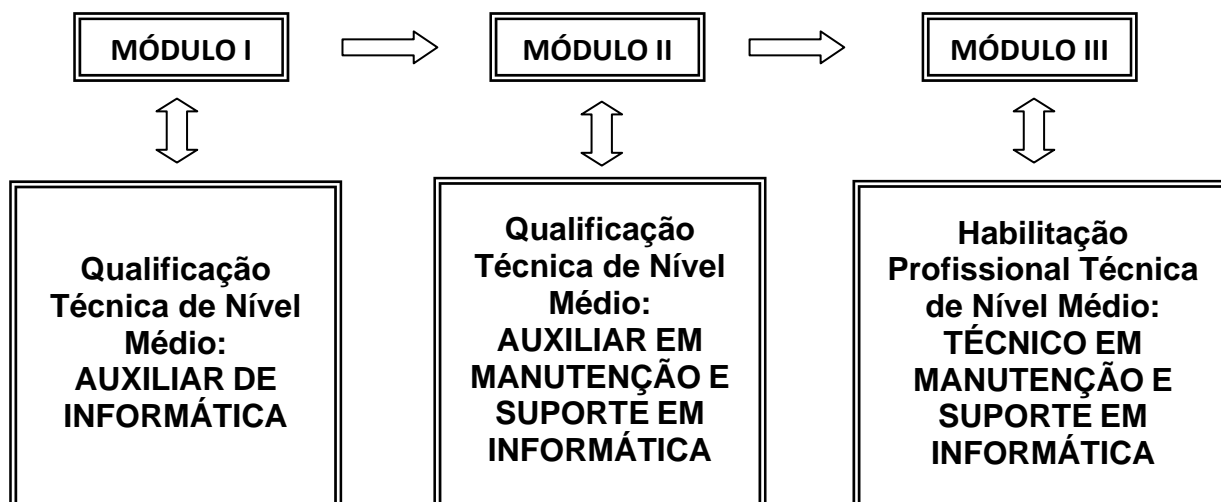 MÓDULO I
MÓDULO II
MÓDULO III
Qualificação
Técnica de Nível
Médio:
AUXILIAR DE
INFORMÁTICA
Qualificação
Técnica de Nível
Médio:
AUXILIAR EM
MANUTENÇÃO E
SUPORTE EM
INFORMÁTICA
Habilitação
Profissional Técnica
de Nível Médio:
TÉCNICO EM
MANUTENÇÃO E
SUPORTE EM
INFORMÁTICA